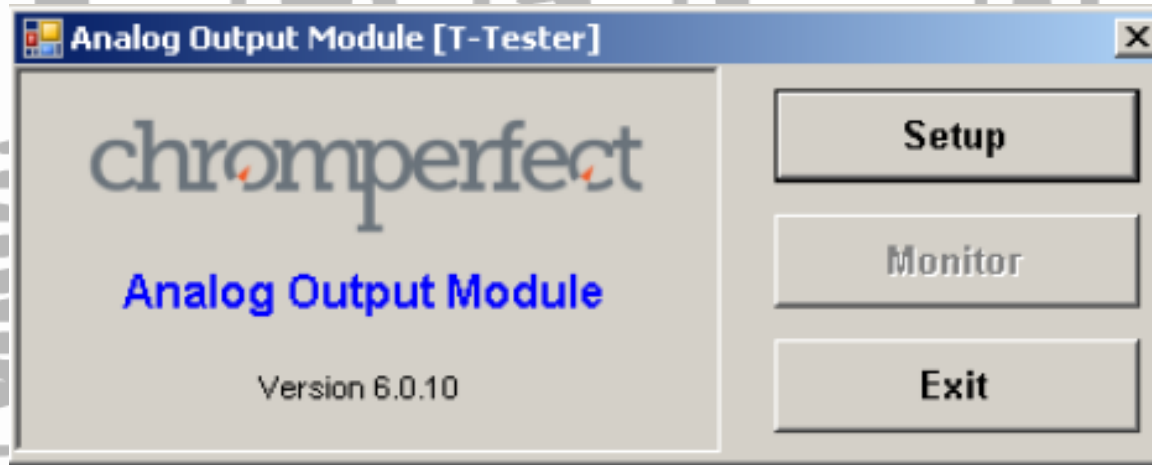 Analog Output Module [T-Tester]
chromperfect
Analog Output Module
Version 6.0.10
Setup
Monitor
Exit